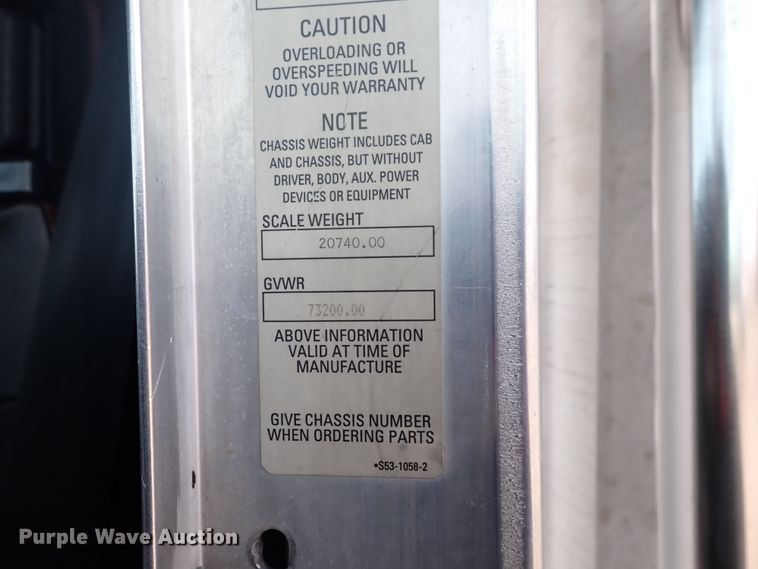 CAUTION
OVERLOADING OR
OVERSPEEDING WILL
VOID YOUR WARRANTY
NOTE
CHASSIS WEIGHT INCLUDES CAB
AND CHASSIS, BUT WITHOUT
DRIVER, BODY, AUX. POWER
DEVICES OR EQUIPMENT
SCALE WEIGHT
20740.00
GVWR
73200.00
ABOVE INFORMATION
VALID AT TIME OF
MANUFACTURE
GIVE CHASSIS NUMBER
WHEN ORDERING PARTS
•S53-1058-2
Purple Wave Auction®